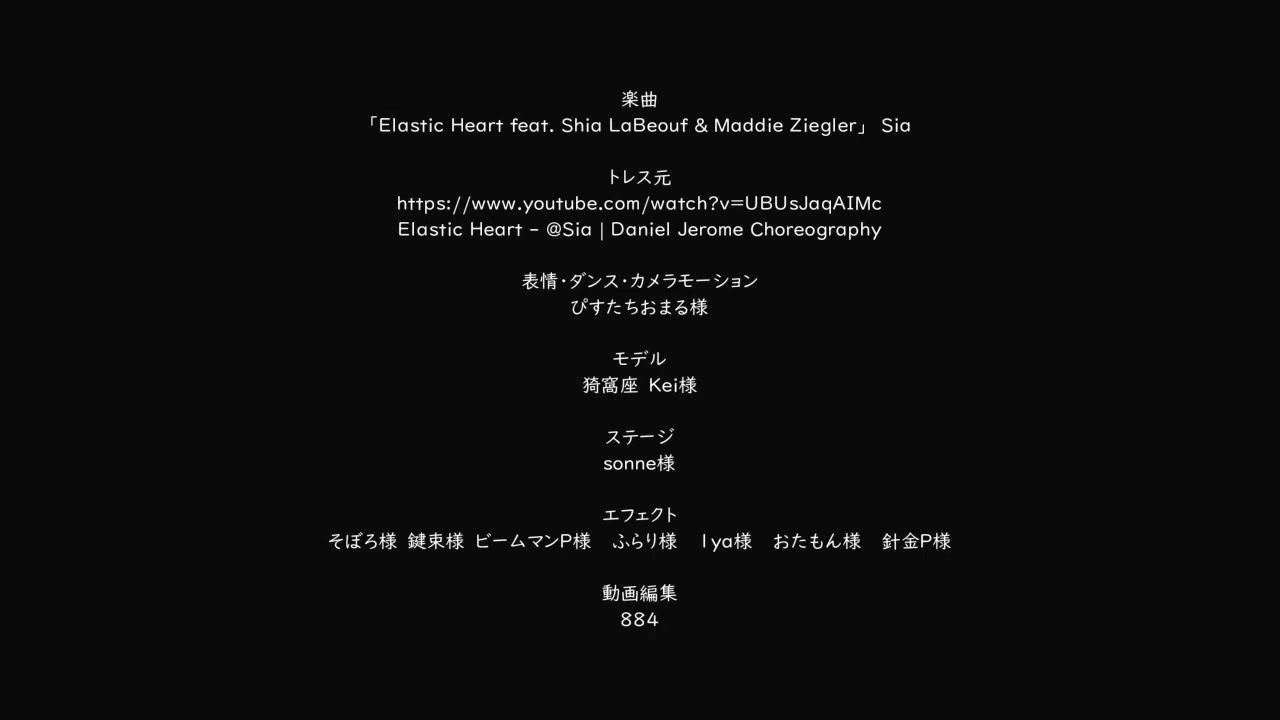 楽曲
「Elastic Heart feat. Shia LaBeouf & Maddie Ziegler」 Sia
トレス元
https://www.youtube.com/watch?v=UBUsJaqAIMc
Elastic Heart - @Sia | Daniel Jerome Choreography
表情・ダンス・カメラモーション
ぴすたちおまる様
モデル
猗窩座 Kei様
ステージ
sonne様
エフェクト
そぼろ様 鍵束様 ビームマンP様 ふらり様 lya様 おたもん様 針金P様
動画編集
884